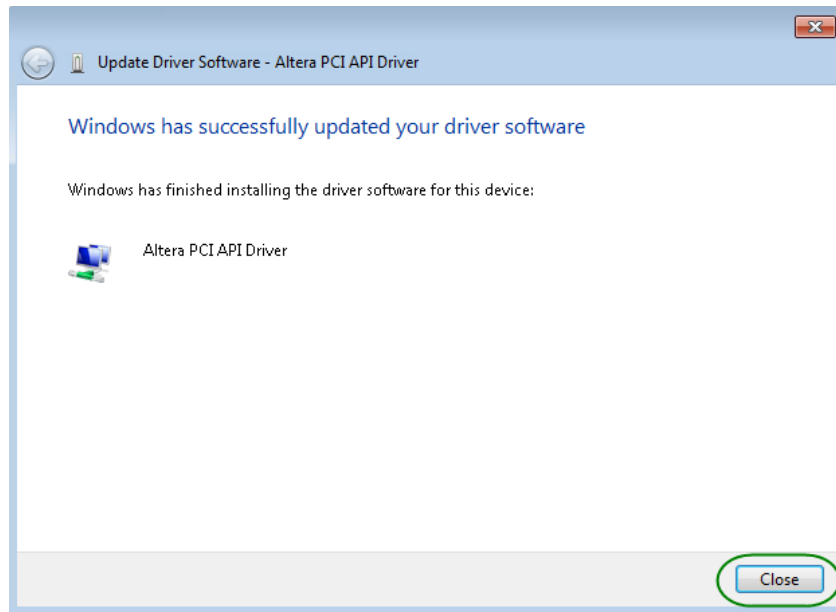 Update Driver Software - Altera PCI API Driver
Windows has successfully updated your driver software
Windows has finished installing the driver software for this device:
Altera PCI API Driver
Close